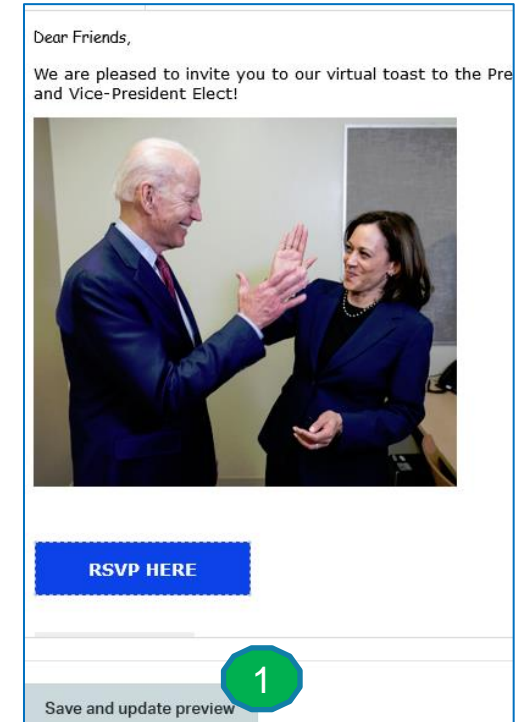 Dear Friends,
We are pleased to invite you to our virtual toast to the Pre
and Vice-President Elect!
RSVP HERE
1
Save and update preview